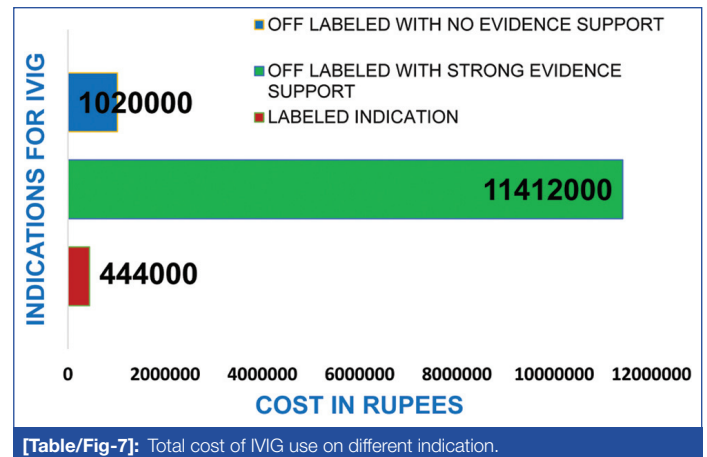 OFF LABELED WITH NO EVIDENCE SUPPORT
OFF LABELED WITH STRONG EVIDENCE
SUPPORT
LABELED INDICATION
INDICATIONS FOR IVIG
1020000
11412000
444000
0 2000000 4000000 6000000 8000000 10000000 12000000
COST IN RUPEES
[Table/Fig-7]: Total cost of IVIG use on different indication.